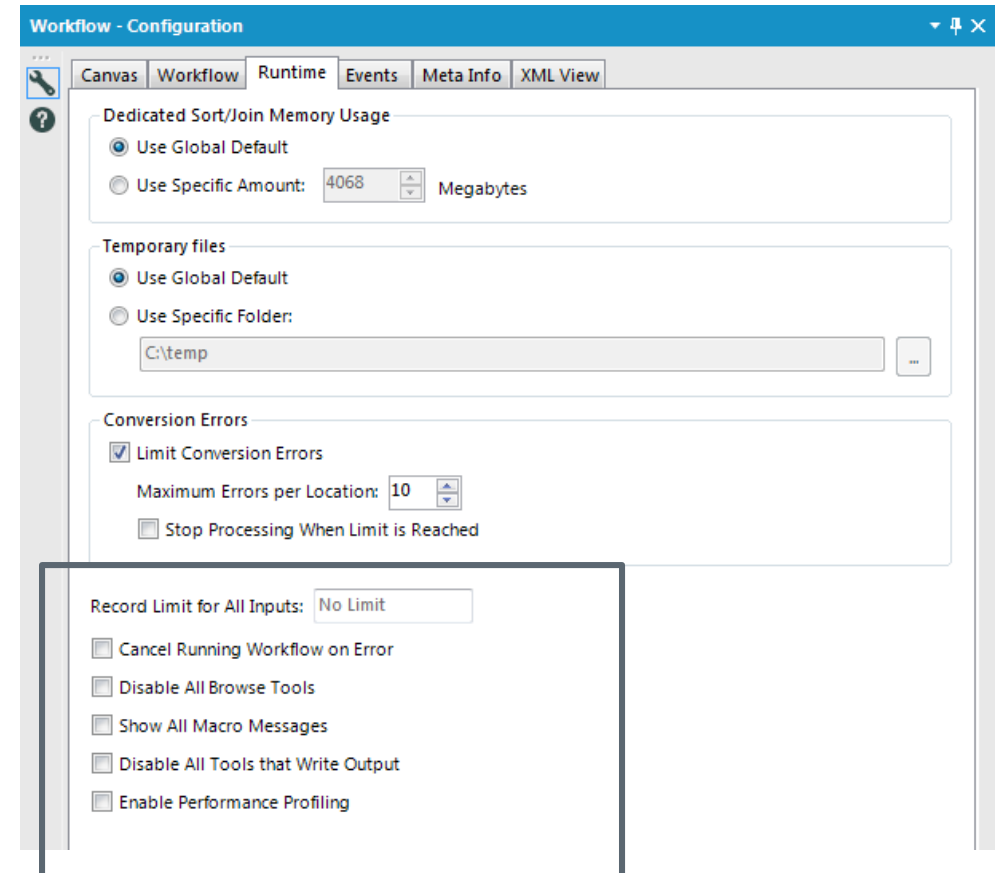 Workflow - Configuration
Canvas Workflow Runtime Events Meta Info XML View
Dedicated Sort/Join Memory Usage
Use Global Default
Use Specific Amount: 4068 Megabytes
Temporary files
Use Global Default
Use Specific Folder:
C:\temp
...
Conversion Errors
Limit Conversion Errors
Maximum Errors per Location: 10
Stop Processing When Limit is Reached
Record Limit for All Inputs: No Limit
Cancel Running Workflow on Error
Disable All Browse Tools
Show All Macro Messages
Disable All Tools that Write Output
Enable Performance Profiling